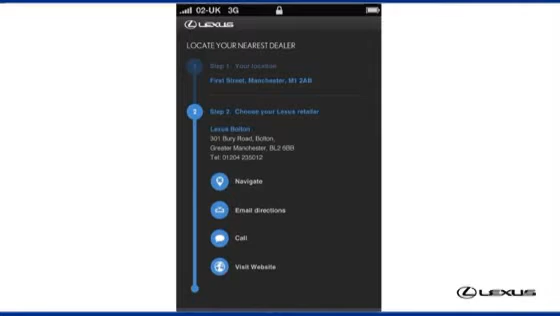 02-UK 3G
LEXUS
LOCATE YOUR NEAREST DEALER
1 Step 1. Your location
First Street, Manchester, M1 2AB
2 Step 2. Choose your Lexus retailer
Lexus Bolton
301 Bury Road, Bolton,
Greater Manchester, BL2 6BB
Tel: 01204 235012
Navigate
Email directions
Call
Visit Website
LEXUS